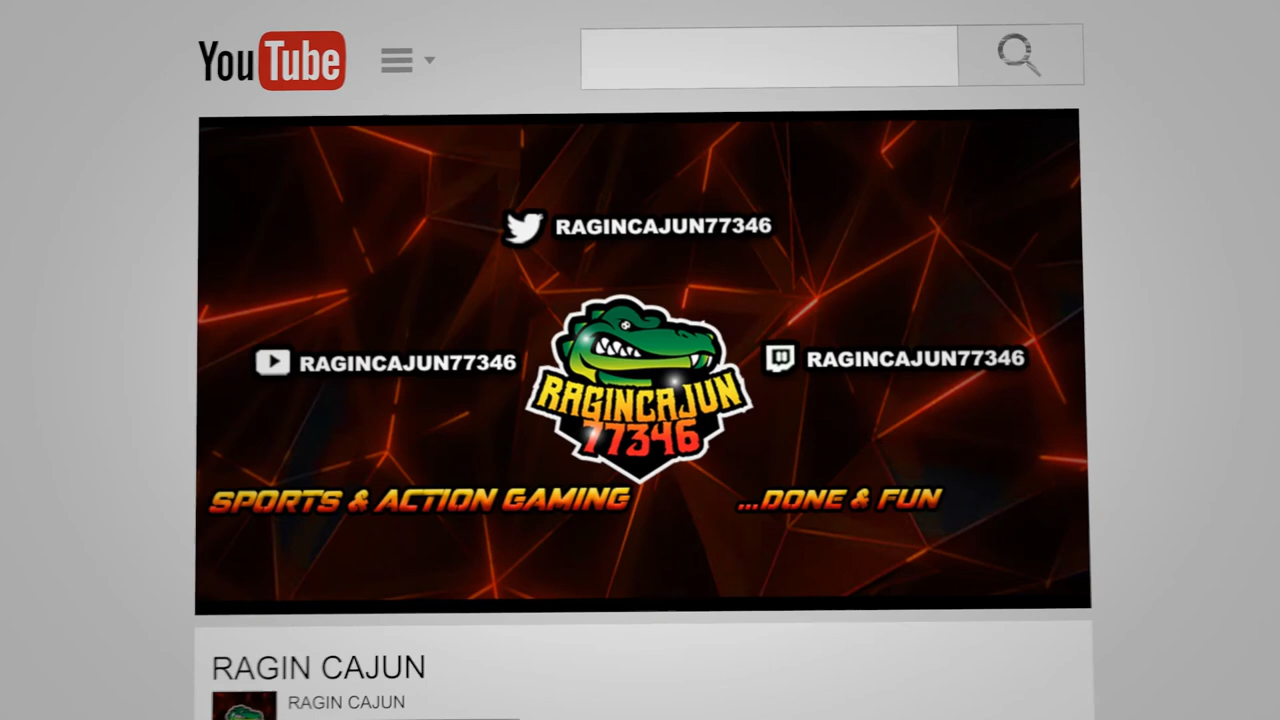 YouTube
RAGINCAJUN77346
RAGINCAJUN77346
RAGINCAJUN77346
RAGINCAJUN
77346
SPORTS & ACTION GAMING
...DONE & FUN
RAGIN CAJUN
RAGIN CAJUN